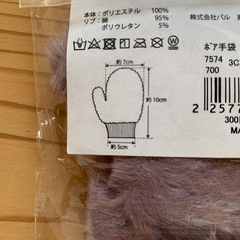 本体：ポリエステル 100%
リブ：綿 95%
ポリウレタン 5%
株式会社パル
ボア手袋
7574 3C
700
約7cm
約10cm
約5cm
2 2577
300
MA